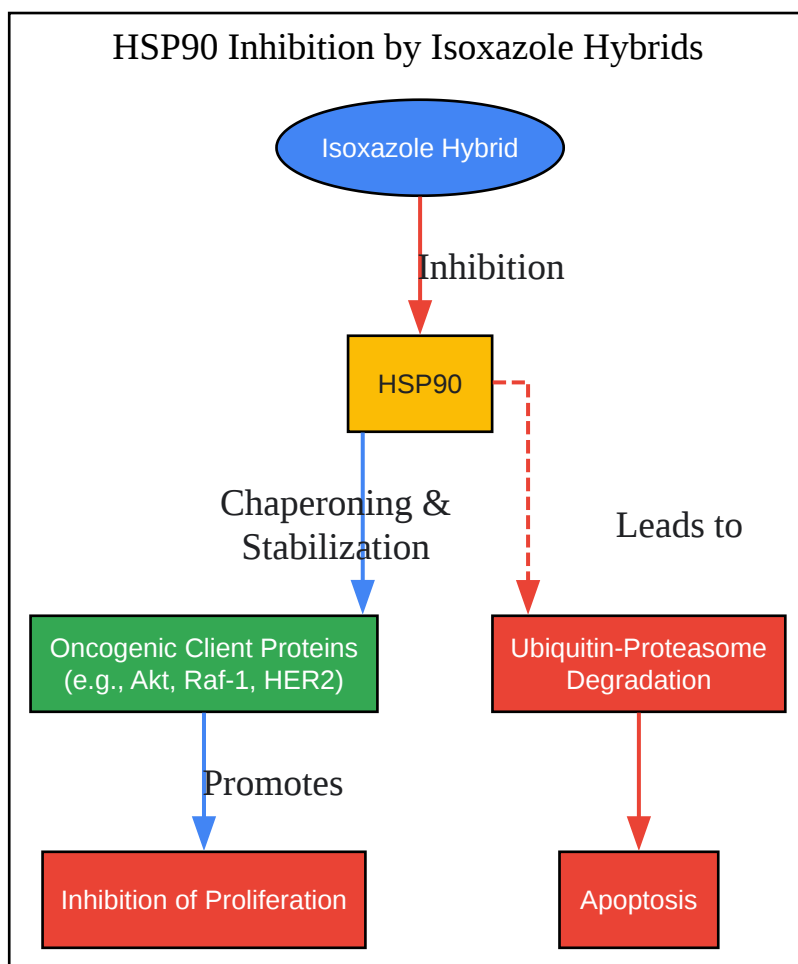 HSP90 Inhibition by Isoxazole Hybrids
Isoxazole Hybrid
Inhibition
HSP90
Chaperoning &
Stabilization
Leads to
Oncogenic Client Proteins
(e.g., Akt, Raf-1, HER2)
Ubiquitin-Proteasome
Degradation
Promotes
Inhibition of Proliferation
Apoptosis